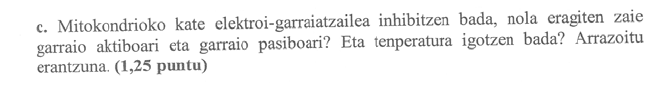 c. Mitokondrioko kate elektroi-garraiatzailea inhibitzen bada, nola eragiten zaie
garraio aktiboari eta garraio pasiboari? Eta tenperatura igotzen bada? Arrazoitu
erantzuna. (1,25 puntu)